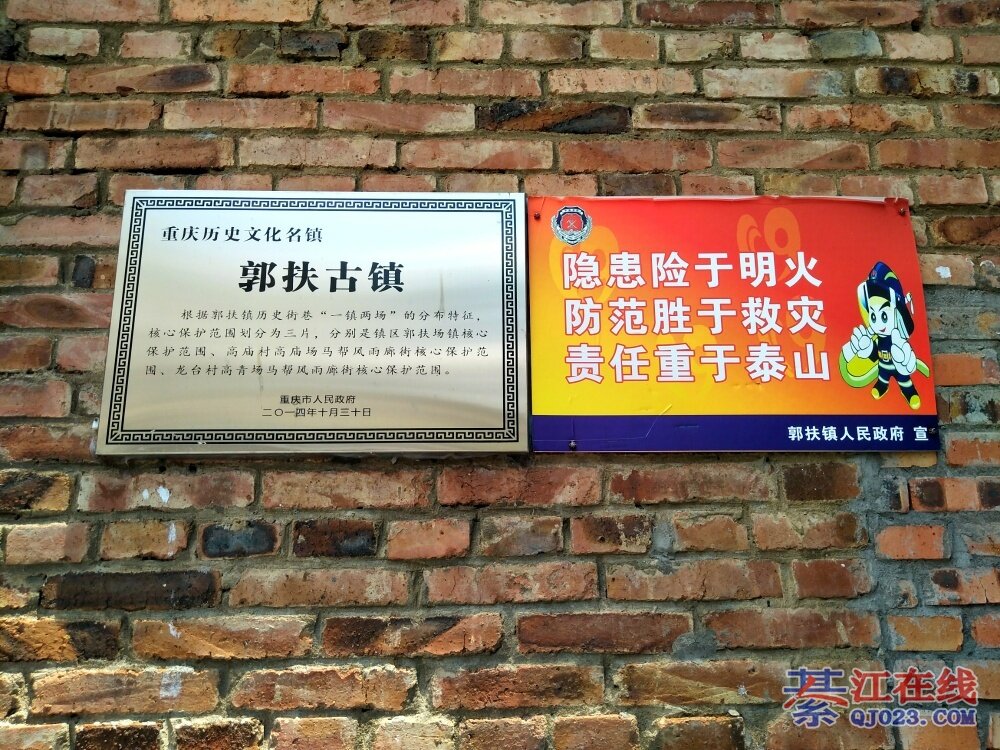 重庆历史文化名镇
郭扶古镇
根据郭扶镇历史街巷“一镇两场”的分布特征，
核心保护范围划分为三片，分别是镇区郭扶场镇核心
保护范围、高庙村高庙场马帮风雨廊街核心保护范
围、龙台村高青场马帮风雨廊街核心保护范围。
重庆市人民政府
二〇一四年十月三十日
隐患险于明火
防范胜于救灾
责任重于泰山
郭扶镇人民政府 宣
綦江在线
QJ023.COM